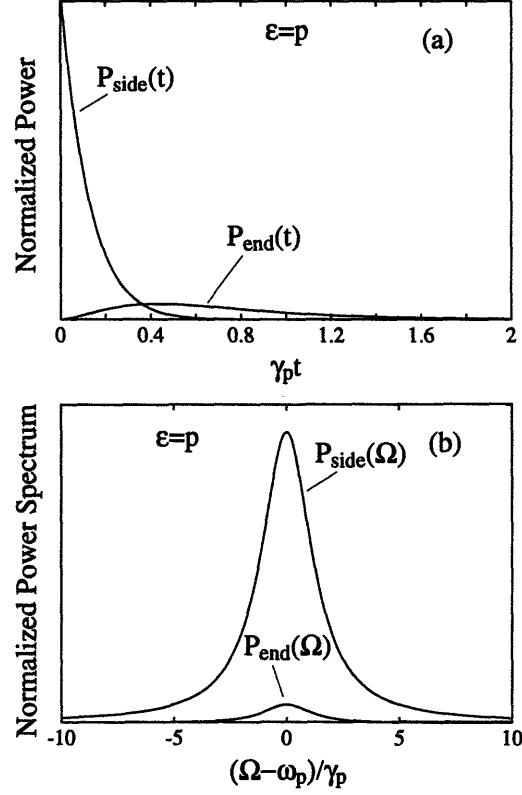 ε=p
(a)
P_side(t)
P_end(t)
Normalized Power
0 0.4 0.8 1.2 1.6 2
γ_p t
ε=p
(b)
P_side(Ω)
P_end(Ω)
Normalized Power Spectrum
-10 -5 0 5 10
(Ω−ω_p)/γ_p